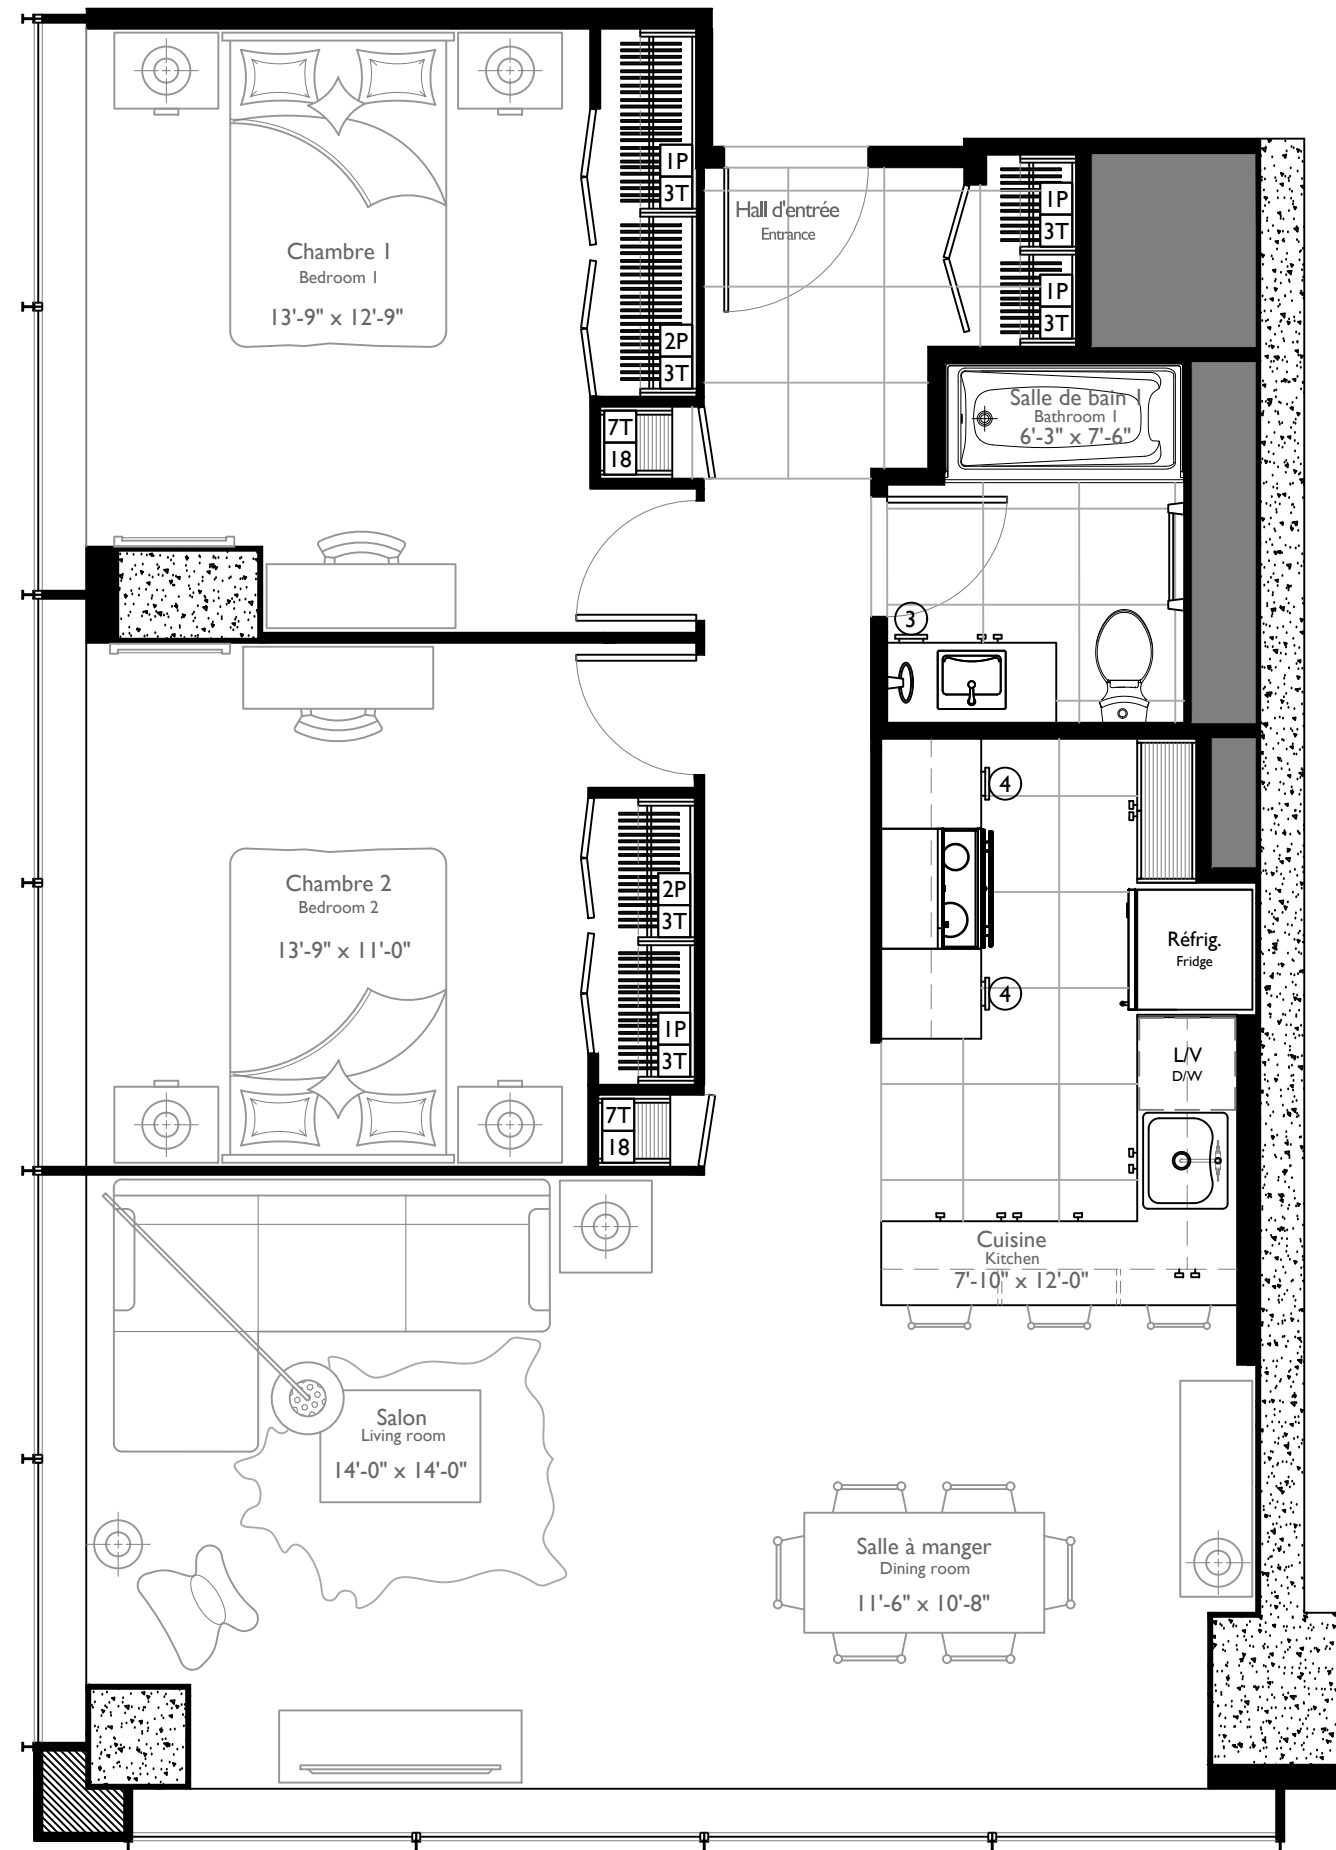 Chambre 1
Bedroom 1
13'-9" x 12'-9"
1P
3T
2P
3T
7T
18
Hall d'entrée
Entrance
1P
3T
1P
3T
Salle de bain 1
Bathroom 1
6'-3" x 7'-6"
3
Chambre 2
Bedroom 2
13'-9" x 11'-0"
2P
3T
1P
3T
7T
18
4
4
Réfrig.
Fridge
L/V
D/W
Cuisine
Kitchen
7'-10" x 12'-0"
Salon
Living room
14'-0" x 14'-0"
Salle à manger
Dining room
11'-6" x 10'-8"